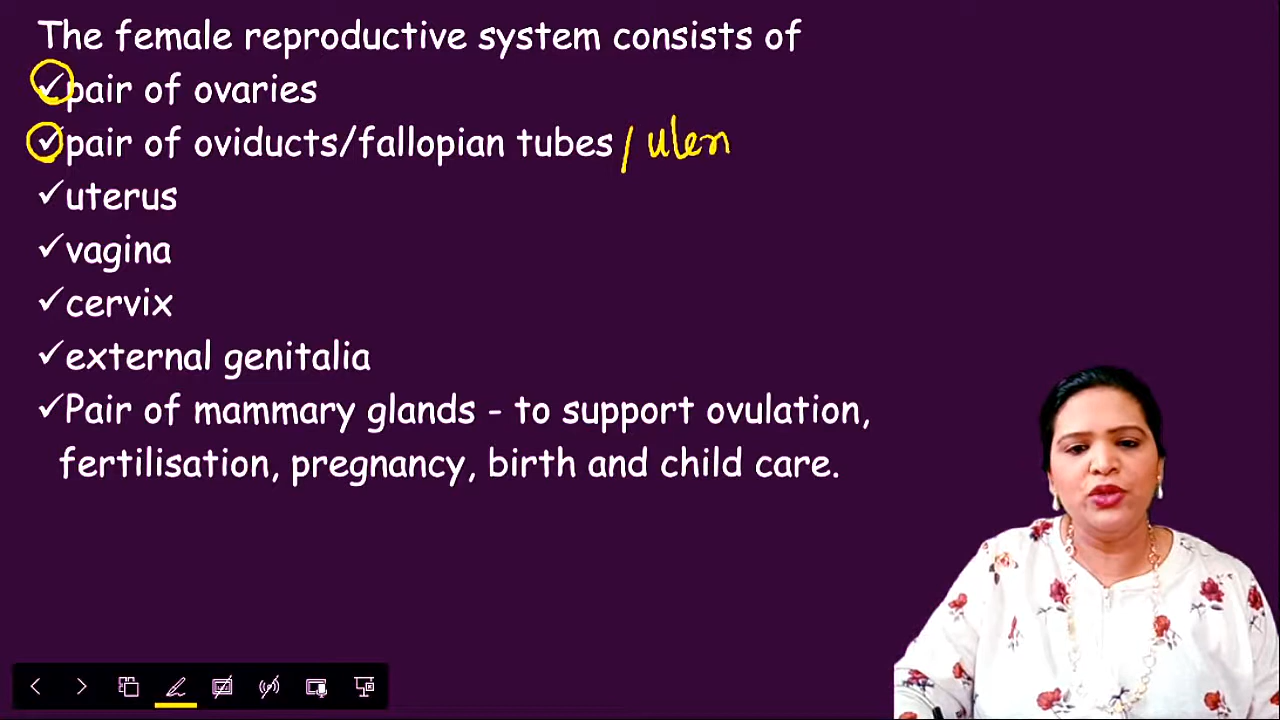 The female reproductive system consists of
✓pair of ovaries
✓pair of oviducts/fallopian tubes /
✓uterus
✓vagina
✓cervix
✓external genitalia
✓Pair of mammary glands - to support ovulation,
fertilisation, pregnancy, birth and child care.